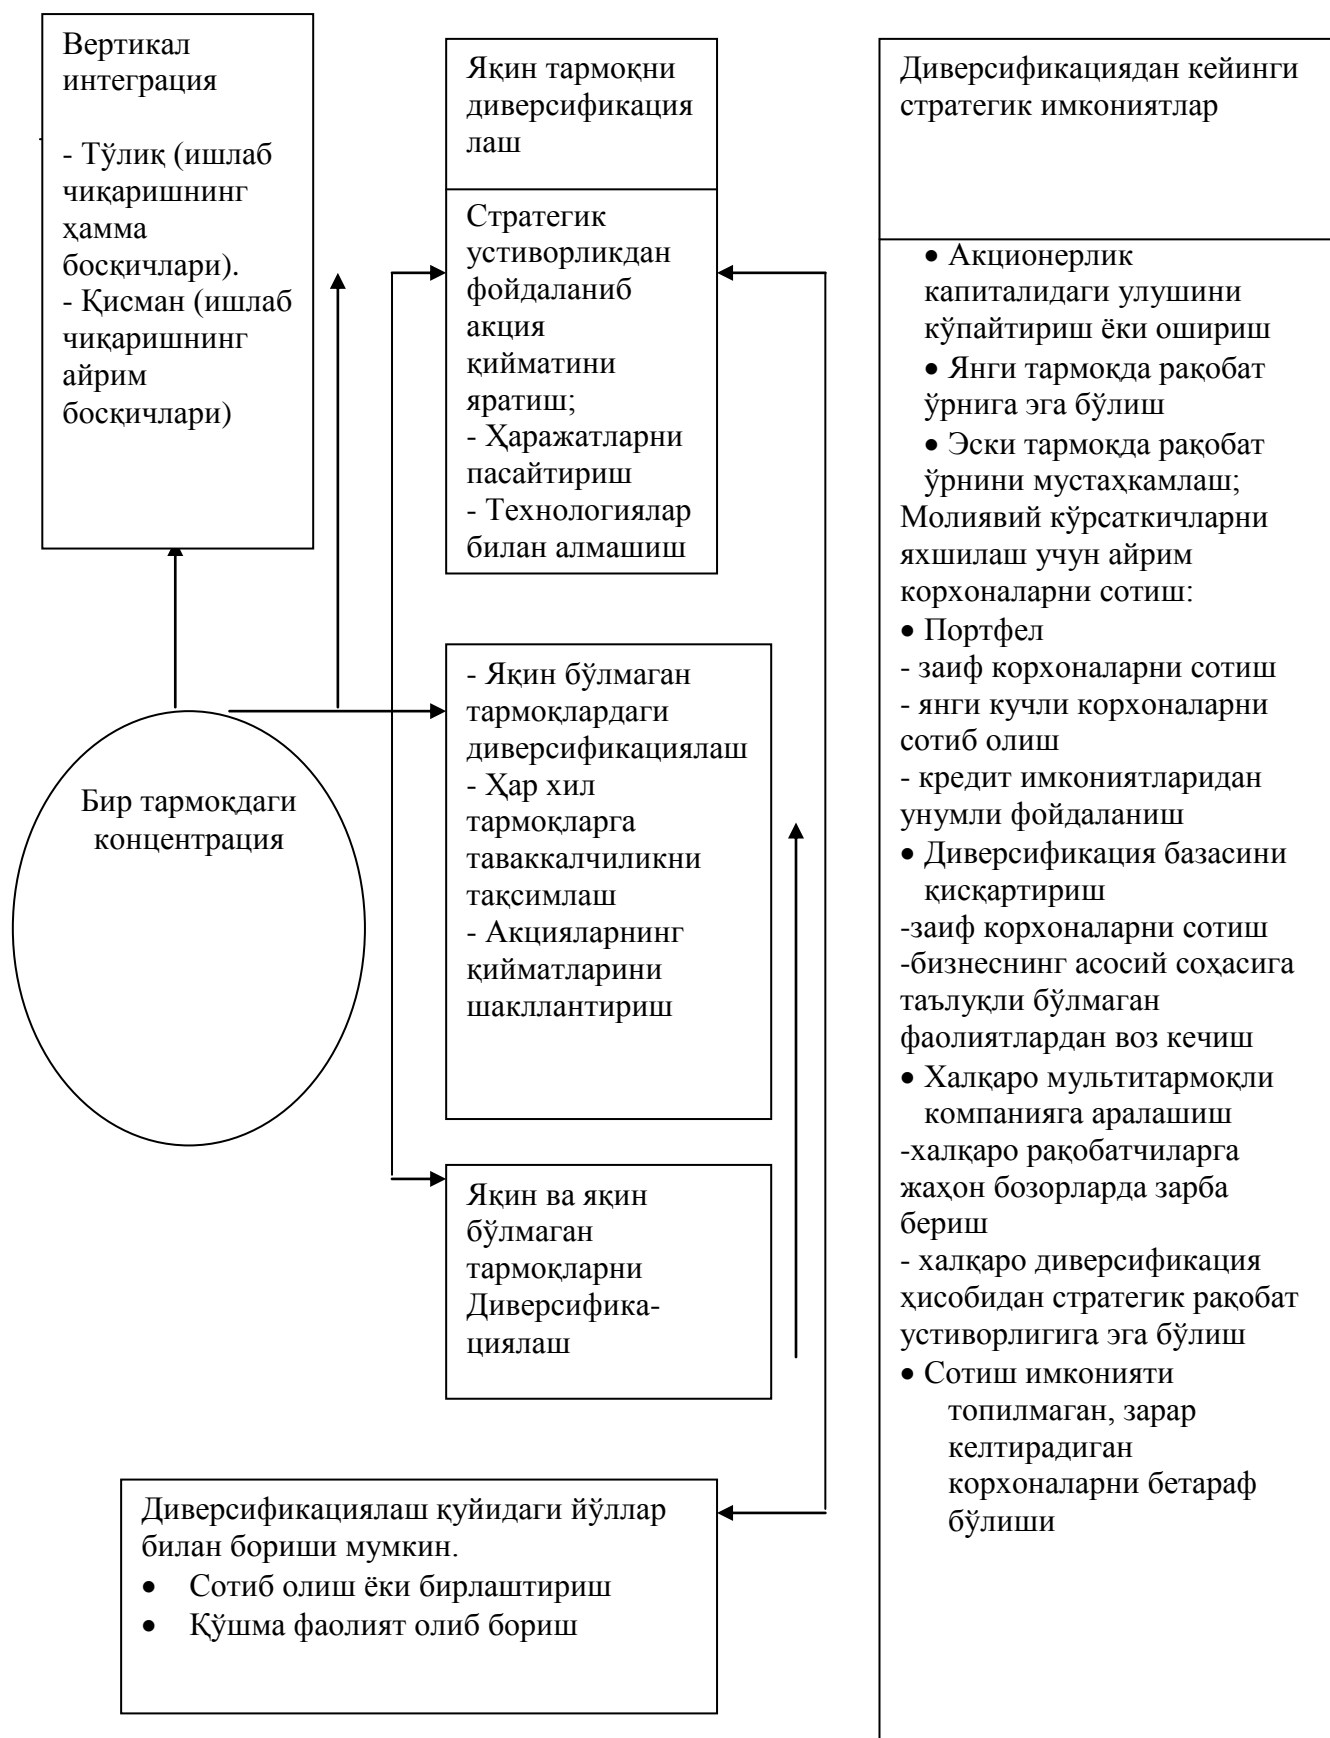 Вертикал
интеграция
- Тўлиқ (ишлаб
чиқаришнинг
ҳамма
босқичлари).
- Қисман (ишлаб
чиқаришнинг
айрим
босқичлари)
Яқин тармоқни
диверсификация
лаш
Стратегик
устиворликдан
фойдаланиб
акция
қийматини
яратиш;
- Ҳаражатларни
пасайтириш
- Технологиялар
билан алмашиш
Бир тармоқдаги
концентрация
- Яқин бўлмаган
тармоқлардаги
диверсификациялаш
- Ҳар хил
тармоқларга
таваккалчиликни
тақсимлаш
- Акцияларнинг
қийматларини
шакллантириш
Яқин ва яқин
бўлмаган
тармоқларни
Диверсифика-
циялаш
Диверсификациялаш қуйидаги йўллар
билан бориши мумкин.
• Сотиб олиш ёки бирлаштириш
• Қўшма фаолият олиб бориш
Диверсификациядан кейинги
стратегик имкониятлар
• Акционерлик
капиталидаги улушини
кўпайтириш ёки ошириш
• Янги тармоқда рақобат
ўрнига эга бўлиш
• Эски тармоқда рақобат
ўрнини мустаҳкамлаш;
Молиявий кўрсаткичларни
яхшилаш учун айрим
корхоналарни сотиш:
• Портфел
- заиф корхоналарни сотиш
- янги кучли корхоналарни
сотиб олиш
- кредит имкониятларидан
унумли фойдаланиш
• Диверсификация базасини
қисқартириш
-заиф корхоналарни сотиш
-бизнеснинг асосий соҳасига
таълуқли бўлмаган
фаолиятлардан воз кечиш
• Халқаро мультитармоқли
компанияга аралашиш
-халқаро рақобатчиларга
жаҳон бозорларда зарба
бериш
- халқаро диверсификация
ҳисобидан стратегик рақобат
устиворлигига эга бўлиш
• Сотиш имконияти
топилмаган, зарар
келтирадиган
корхоналарни бетараф
бўлиши